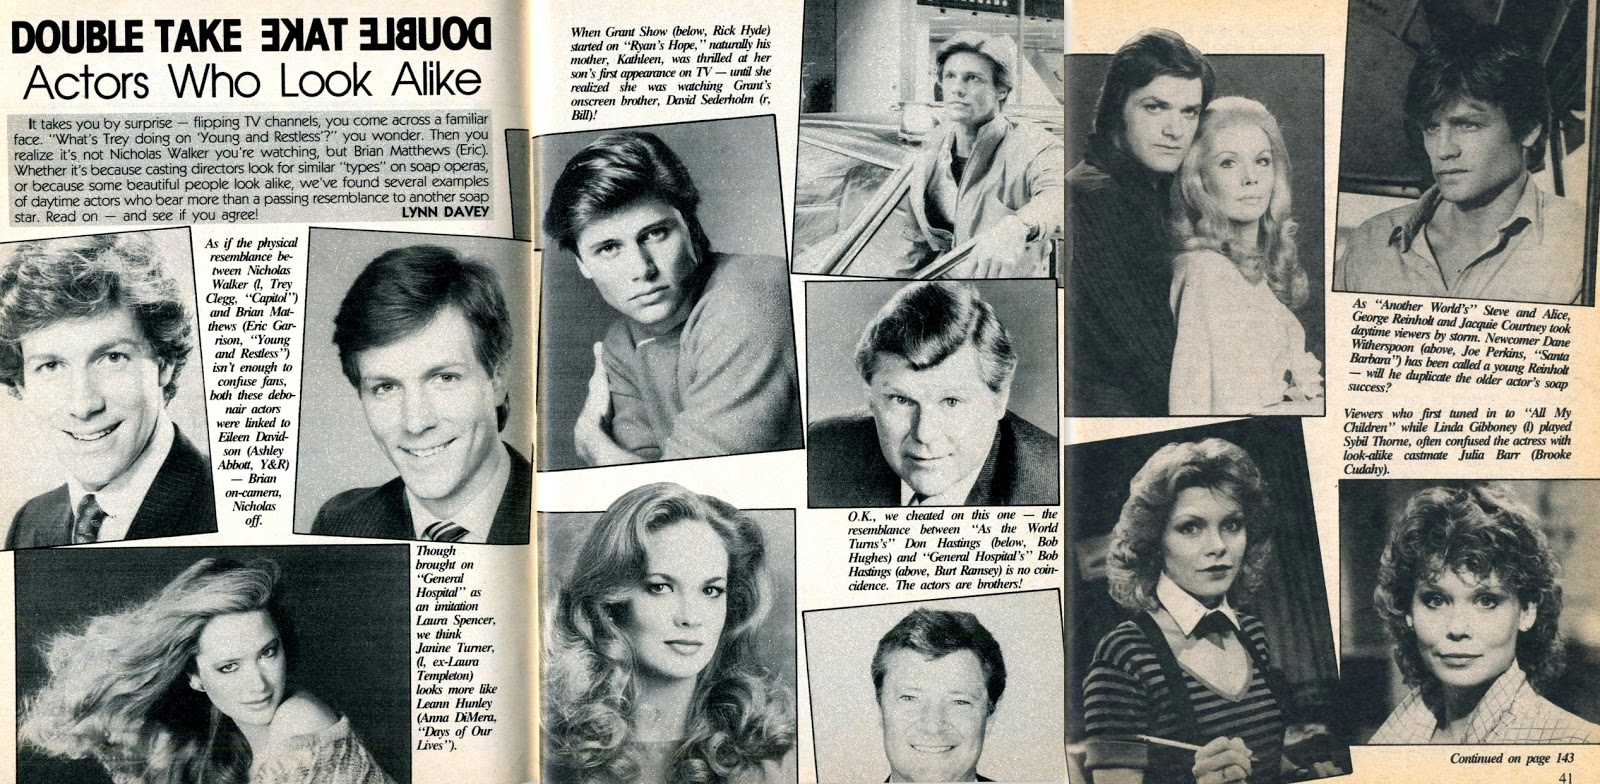 DOUBLE TAKE DOUBLE TAKE
Actors Who Look Alike
It takes you by surprise — flipping TV channels, you come across a familiar
face. "What's Trey doing on 'Young and Restless'?" you wonder. Then you
realize it's not Nicholas Walker you're watching, but Brian Matthews (Eric).
Whether it's because casting directors look for similar "types" on soap operas,
or because some beautiful people look alike, we've found several examples
of daytime actors who bear more than a passing resemblance to another soap
star. Read on — and see if you agree! LYNN DAVEY
As if the physical
resemblance be-
tween Nicholas
Walker (l, Trey
Clegg, "Capitol")
and Brian Mat-
thews (Eric Gar-
rison, "Young
and Restless")
isn't enough to
confuse fans,
both these debo-
nair actors
were linked to
Eileen David-
son (Ashley
Abbott, Y&R)
— Brian
on-camera,
Nicholas
off.
Though
brought on
"General
Hospital" as
an imitation
Laura Spencer,
we think
Janine Turner,
(l, ex-Laura
Templeton)
looks more like
Leann Hunley
(Anna DiMera,
"Days of Our
Lives").
When Grant Show (below, Rick Hyde)
started on "Ryan's Hope," naturally his
mother, Kathleen, was thrilled at her
son's first appearance on TV — until she
realized she was watching Grant's
onscreen brother, David Sederholm (r,
Bill)!
O.K., we cheated on this one — the
resemblance between "As the World
Turns's" Don Hastings (below, Bob
Hughes) and "General Hospital's" Bob
Hastings (above, Burt Ramsey) is no coin-
cidence. The actors are brothers!
As "Another World's" Steve and Alice,
George Reinholt and Jacquie Courtney took
daytime viewers by storm. Newcomer Dane
Witherspoon (above, Joe Perkins, "Santa
Barbara") has been called a young Reinholt
— will he duplicate the older actor's soap
success?
Viewers who first tuned in to "All My
Children" while Linda Gibboney (l) played
Sybil Thorne, often confused the actress with
look-alike castmate Julia Barr (Brooke
Cudahy).
Continued on page 143
41